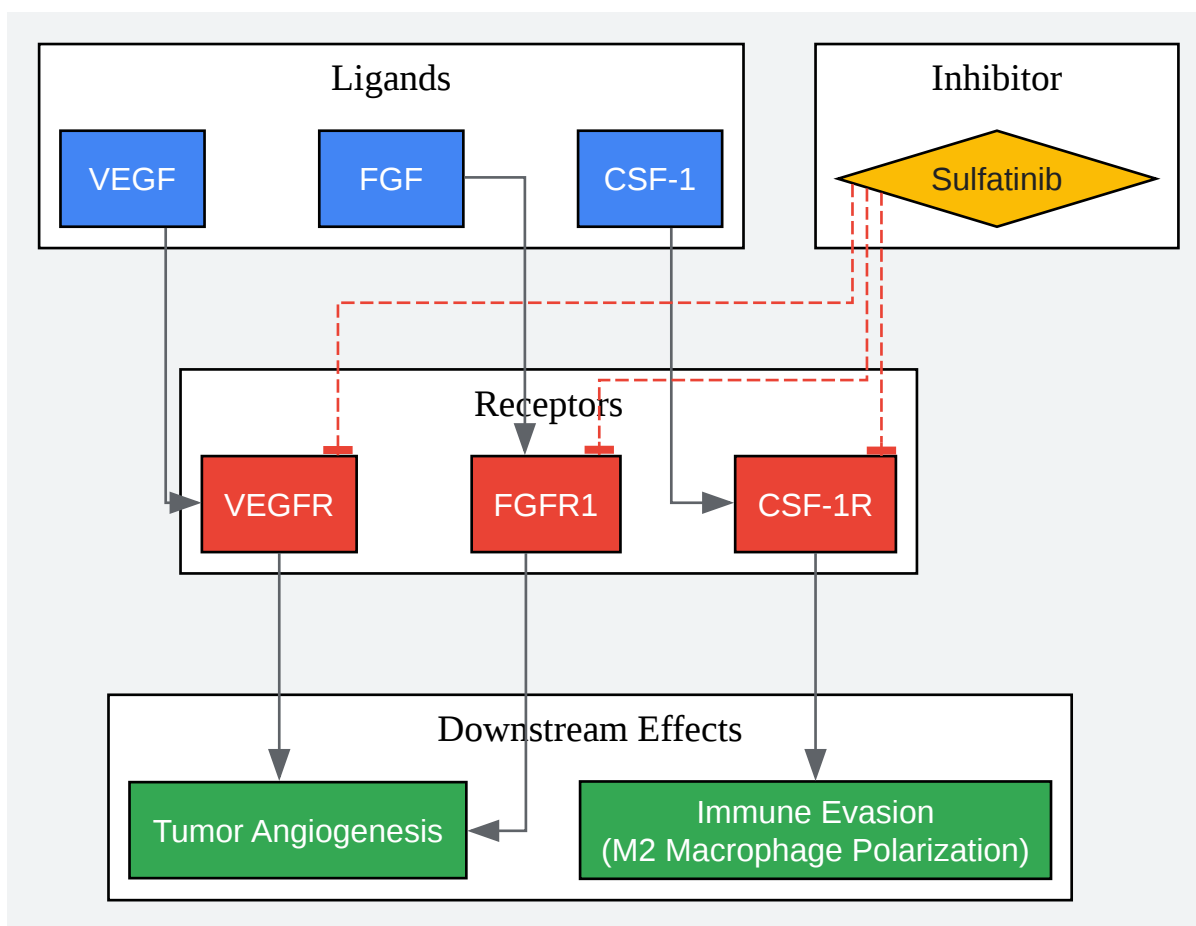 Ligands
Inhibitor
VEGF
FGF
CSF-1
Sulfatinib
Receptors
VEGFR
FGFR1
CSF-1R
Downstream Effects
Tumor Angiogenesis
Immune Evasion
(M2 Macrophage Polarization)